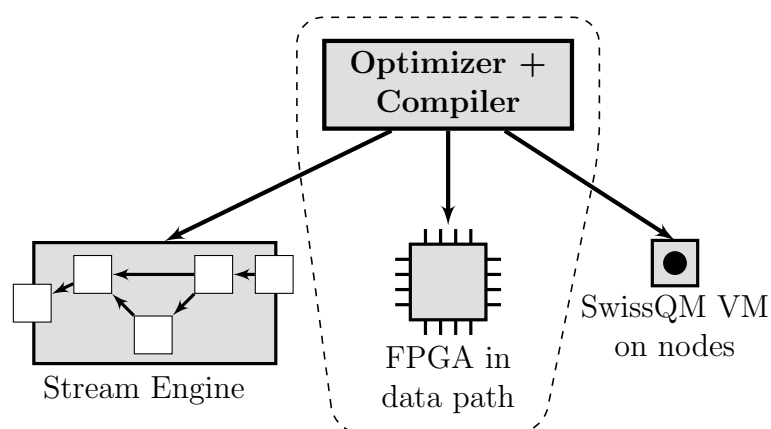 Optimizer +
Compiler
Stream Engine
FPGA in
data path
SwissQM VM
on nodes